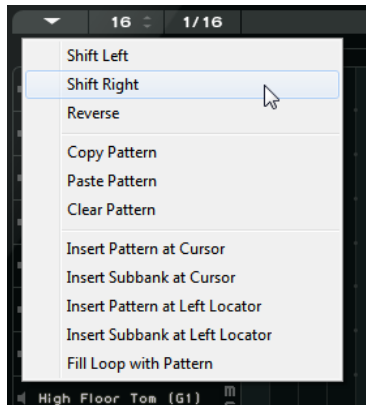 16 1/16
Shift Left
Shift Right
Reverse
Copy Pattern
Paste Pattern
Clear Pattern
Insert Pattern at Cursor
Insert Subbank at Cursor
Insert Pattern at Left Locator
Insert Subbank at Left Locator
Fill Loop with Pattern
High Floor Tom (G1) m